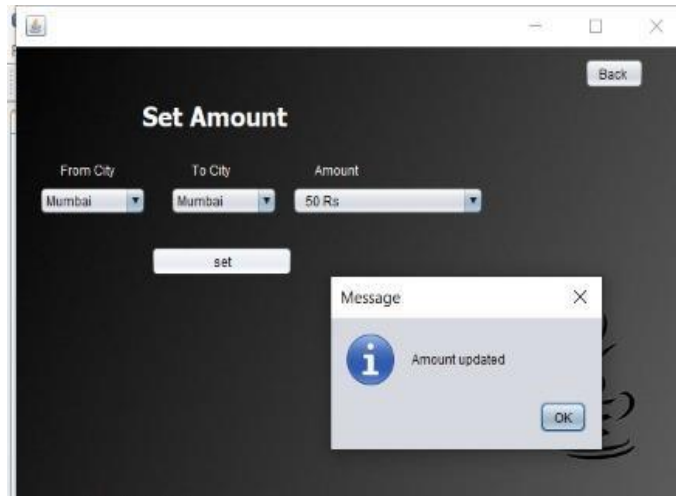 Back
Set Amount
From City To City Amount
Mumbai Mumbai 50 Rs
set
Message
i
Amount updated
OK